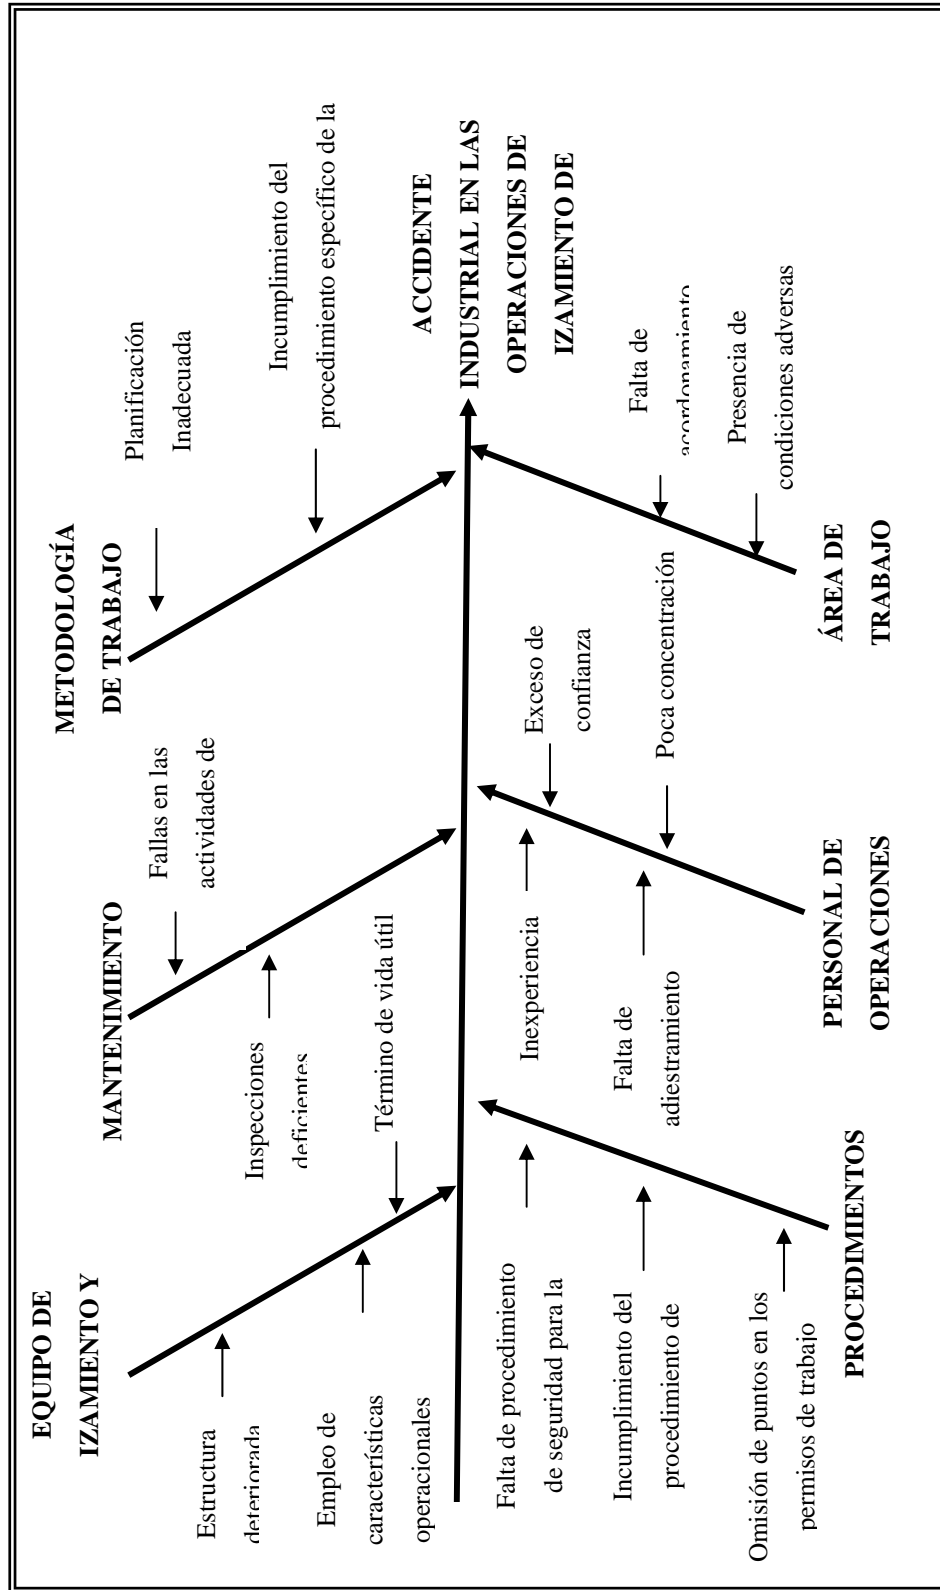 EQUIPO DE
IZAMIENTO Y
MANTENIMIENTO
METODOLOGÍA
DE TRABAJO
Estructura
deteriorada
Empleo de
características
operacionales
Término de vida útil
Inspecciones
deficientes
Fallas en las
actividades de
Planificación
Inadecuada
Incumplimiento del
procedimiento específico de la
ACCIDENTE
INDUSTRIAL EN LAS
OPERACIONES DE
IZAMIENTO DE
Falta de procedimiento
de seguridad para la
Incumplimiento del
procedimiento de
Omisión de puntos en los
permisos de trabajo
Inexperiencia
Falta de
adiestramiento
Exceso de
confianza
Poca concentración
Falta de
acordonamiento
Presencia de
condiciones adversas
PROCEDIMIENTOS
PERSONAL DE
OPERACIONES
ÁREA DE
TRABAJO